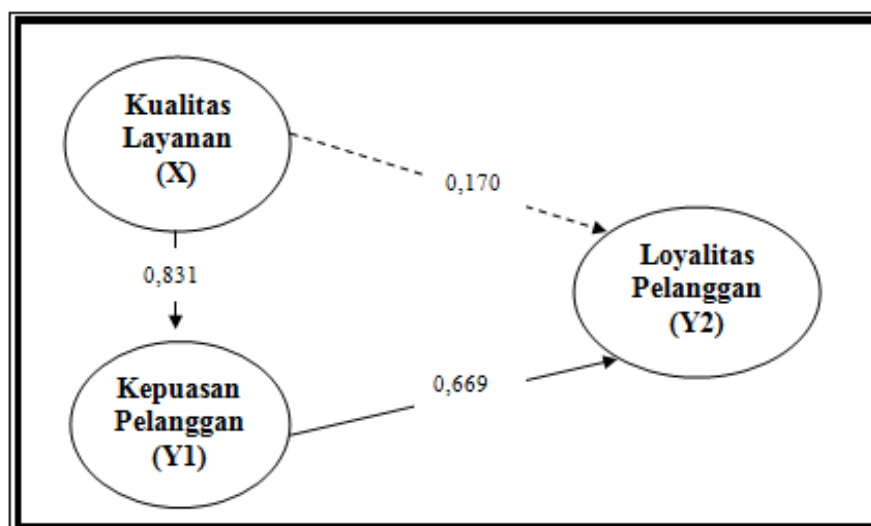 Kualitas
Layanan
(X)
0,170
0,831
Loyalitas
Pelanggan
(Y2)
Kepuasan
Pelanggan
(Y1)
0,669